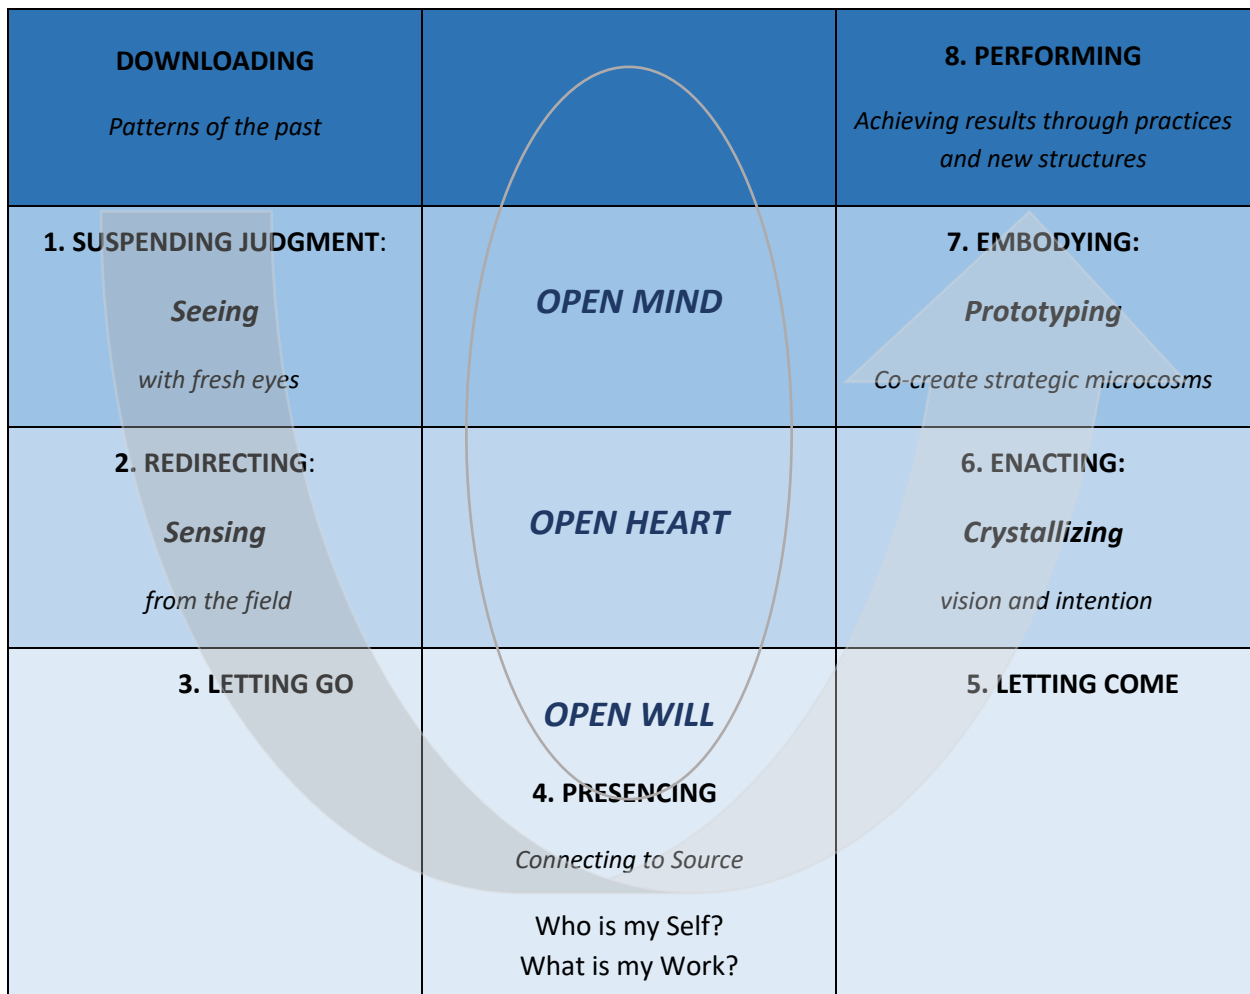 DOWNLOADING
Patterns of the past
8. PERFORMING
Achieving results through practices
and new structures
1. SUSPENDING JUDGMENT:
Seeing
with fresh eyes
OPEN MIND
7. EMBODYING:
Prototyping
Co-create strategic microcosms
2. REDIRECTING:
Sensing
from the field
OPEN HEART
6. ENACTING:
Crystallizing
vision and intention
3. LETTING GO
OPEN WILL
4. PRESENCING
Connecting to Source
Who is my Self?
What is my Work?
5. LETTING COME